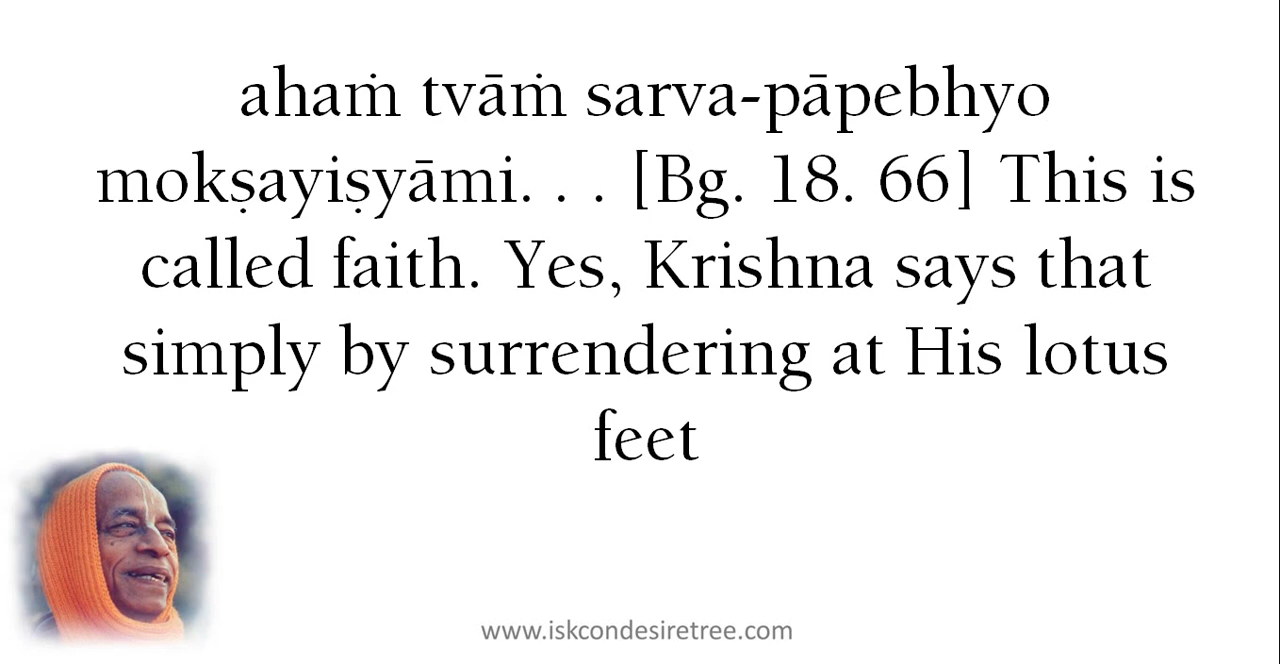 ahaṁ tvāṁ sarva-pāpebhyo
mokṣayiṣyāmi. . . [Bg. 18. 66] This is
called faith. Yes, Krishna says that
simply by surrendering at His lotus
feet
www.iskcondesiretree.com